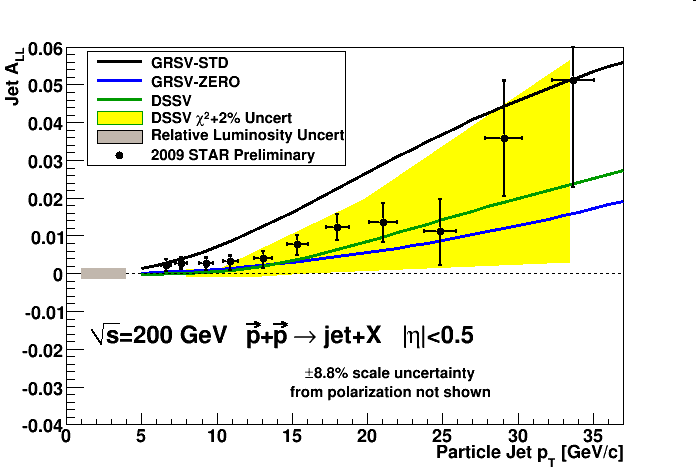 Jet A_LL
0.06
0.05
0.04
0.03
0.02
0.01
0
-0.01
-0.02
-0.03
-0.04
GRSV-STD
GRSV-ZERO
DSSV
DSSV χ²+2% Uncert
Relative Luminosity Uncert
2009 STAR Preliminary
√s=200 GeV p⃗+p⃗ → jet+X |η|<0.5
±8.8% scale uncertainty
from polarization not shown
0 5 10 15 20 25 30 35
Particle Jet p_T [GeV/c]